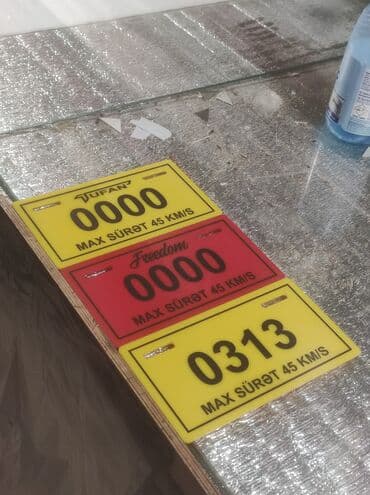 TUFAN
0000
MAX SÜRƏT 45 KM/S
Freedom
0000
MAX SÜRƏT 45 KM/S
0313
MAX SÜRƏT 45 KM/S